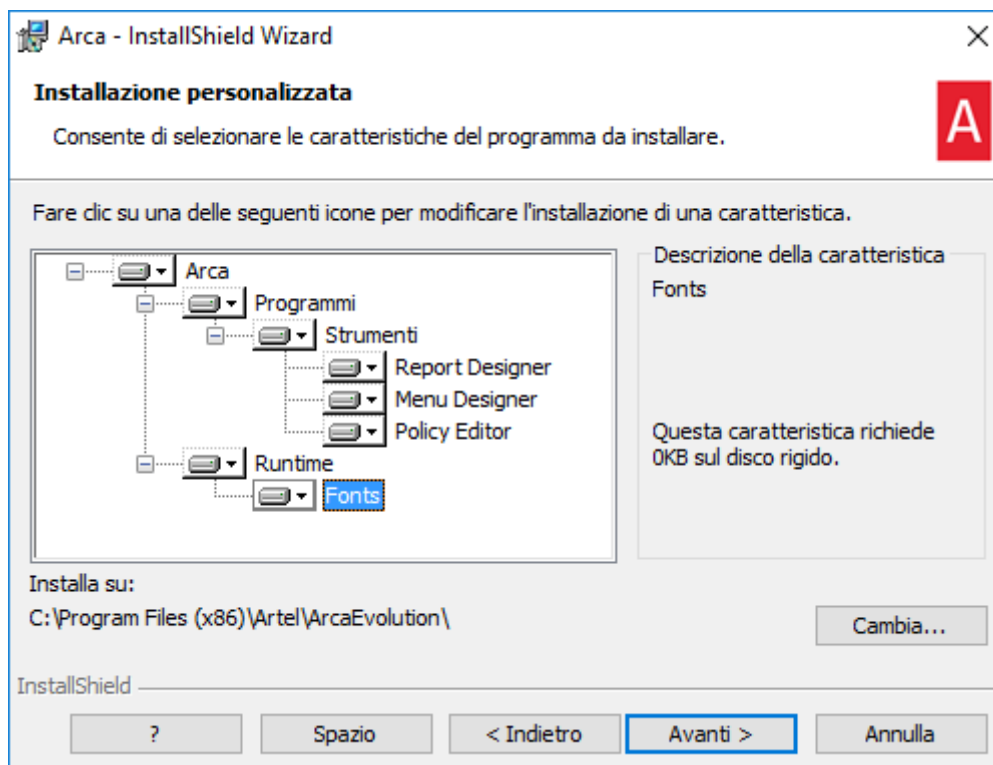 Arca - InstallShield Wizard
Installazione personalizzata
Consente di selezionare le caratteristiche del programma da installare.
A
Fare clic su una delle seguenti icone per modificare l'installazione di una caratteristica.
Arca
Programmi
Strumenti
Report Designer
Menu Designer
Policy Editor
Runtime
Fonts
Descrizione della caratteristica
Fonts
Questa caratteristica richiede
0KB sul disco rigido.
Installa su:
C:\Program Files (x86)\Artel\ArcaEvolution\
Cambia...
InstallShield
?
Spazio
< Indietro
Avanti >
Annulla